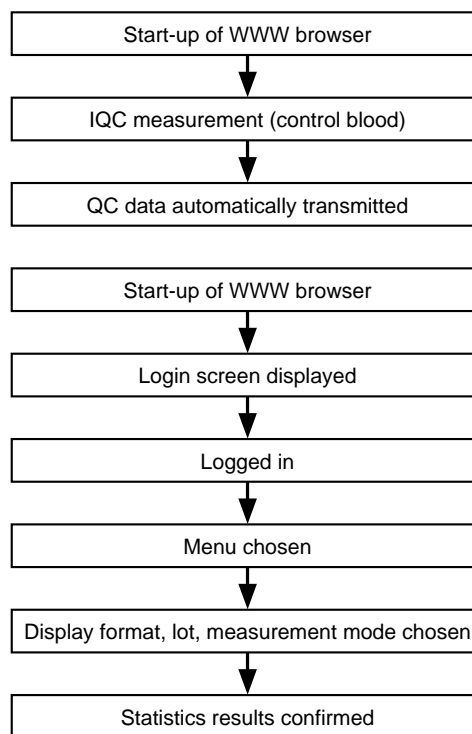 Start-up of WWW browser
IQC measurement (control blood)
QC data automatically transmitted
Start-up of WWW browser
Login screen displayed
Logged in
Menu chosen
Display format, lot, measurement mode chosen
Statistics results confirmed